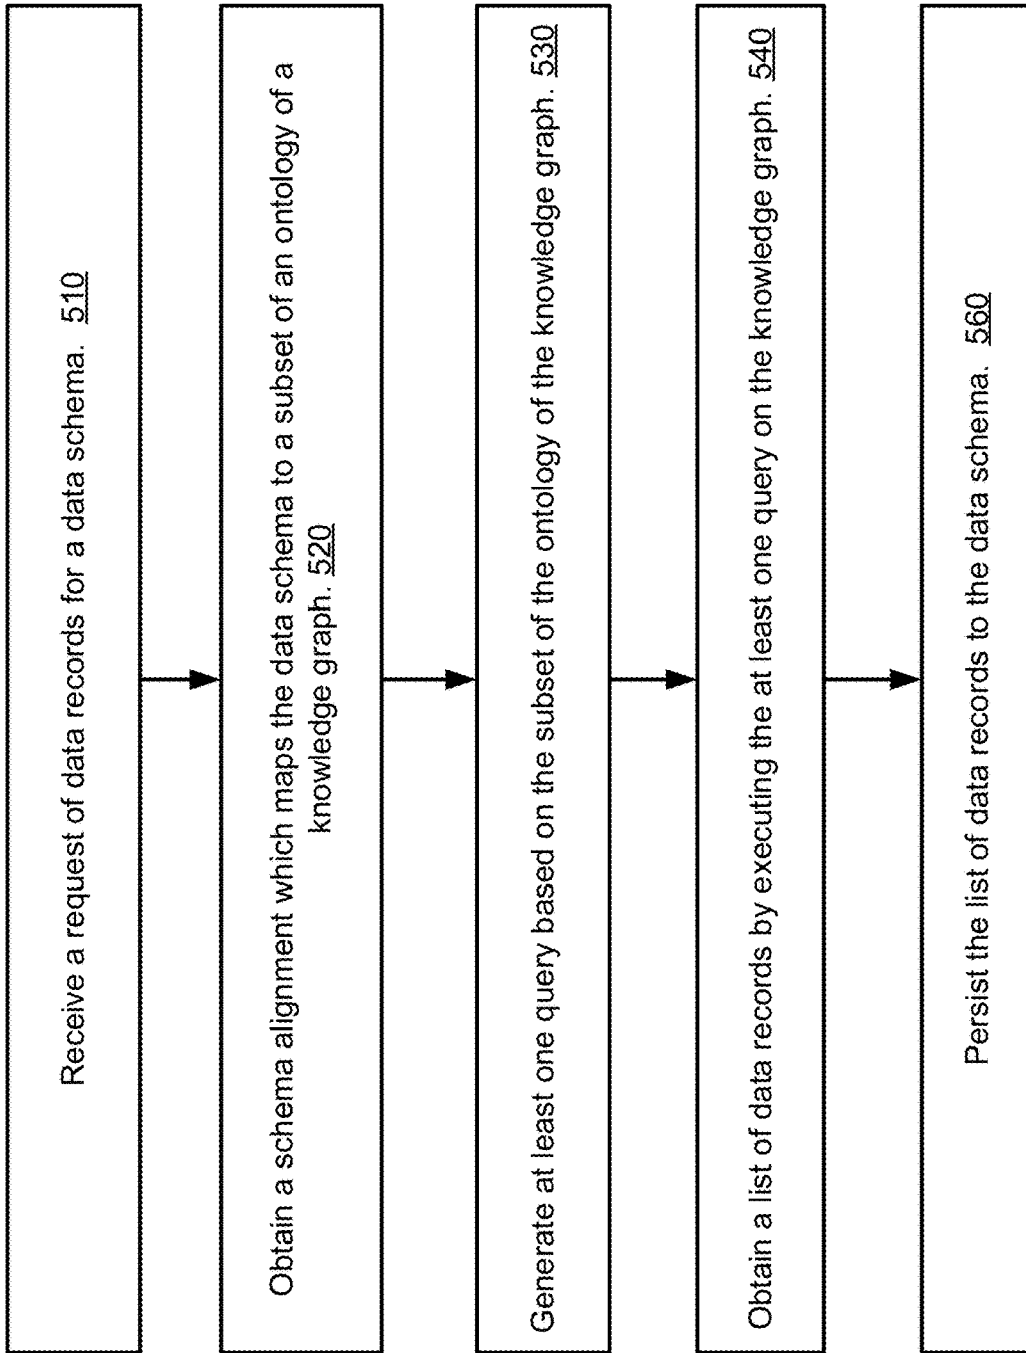 Receive a request of data records for a data schema. 510
Obtain a schema alignment which maps the data schema to a subset of an ontology of a
knowledge graph. 520
Generate at least one query based on the subset of the ontology of the knowledge graph. 530
Obtain a list of data records by executing the at least one query on the knowledge graph. 540
Persist the list of data records to the data schema. 560